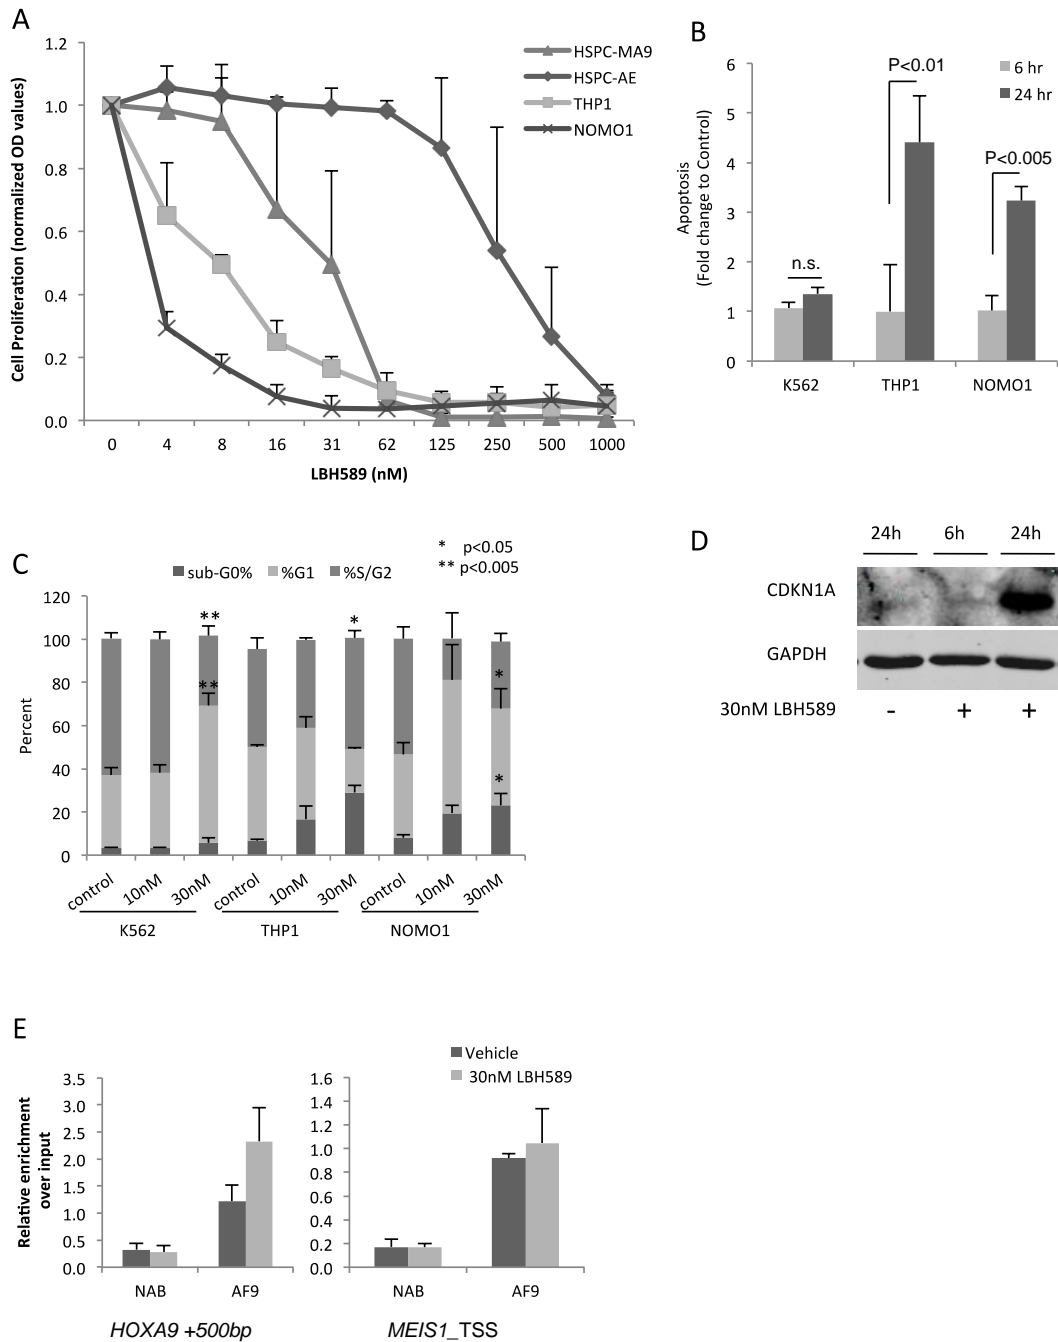 A
Cell Proliferation (normalized OD values)
1.2
1.0
0.8
0.6
0.4
0.2
0.0
0 4 8 16 31 62 125 250 500 1000
LBH589 (nM)
HSPC-MA9
HSPC-AE
THP1
NOMO1
B
Apoptosis
(Fold change to Control)
6
5
4
3
2
1
0
P<0.01
P<0.005
n.s.
6 hr
24 hr
K562 THP1 NOMO1
C
* p<0.05
** p<0.005
sub-G0% %G1 %S/G2
Percent
120
100
80
60
40
20
0
** * 
** *
*
control 10nM 30nM control 10nM 30nM control 10nM 30nM
K562 THP1 NOMO1
D
24h 6h 24h
CDKN1A
GAPDH
30nM LBH589 - + +
E
Vehicle
30nM LBH589
Relative enrichment
over input
3.5
3.0
2.5
2.0
1.5
1.0
0.5
0.0
NAB AF9
HOXA9 +500bp
1.6
1.4
1.2
1.0
0.8
0.6
0.4
0.2
0.0
NAB AF9
MEIS1_TSS